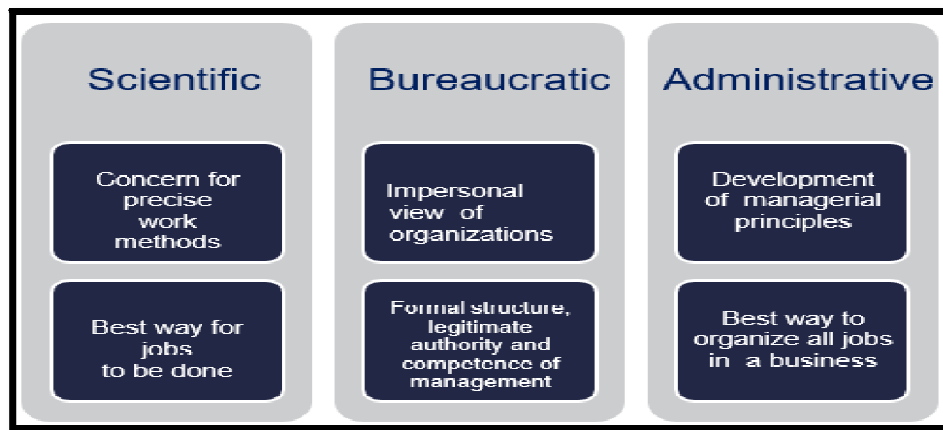 Scientific
Concern for
precise
work
methods
Best way for
jobs
to be done
Bureaucratic
Impersonal
view of
organizations
Formal structure,
legitimate
authority and
competence of
management
Administrative
Development
of managerial
principles
Best way to
organize all jobs
in a business